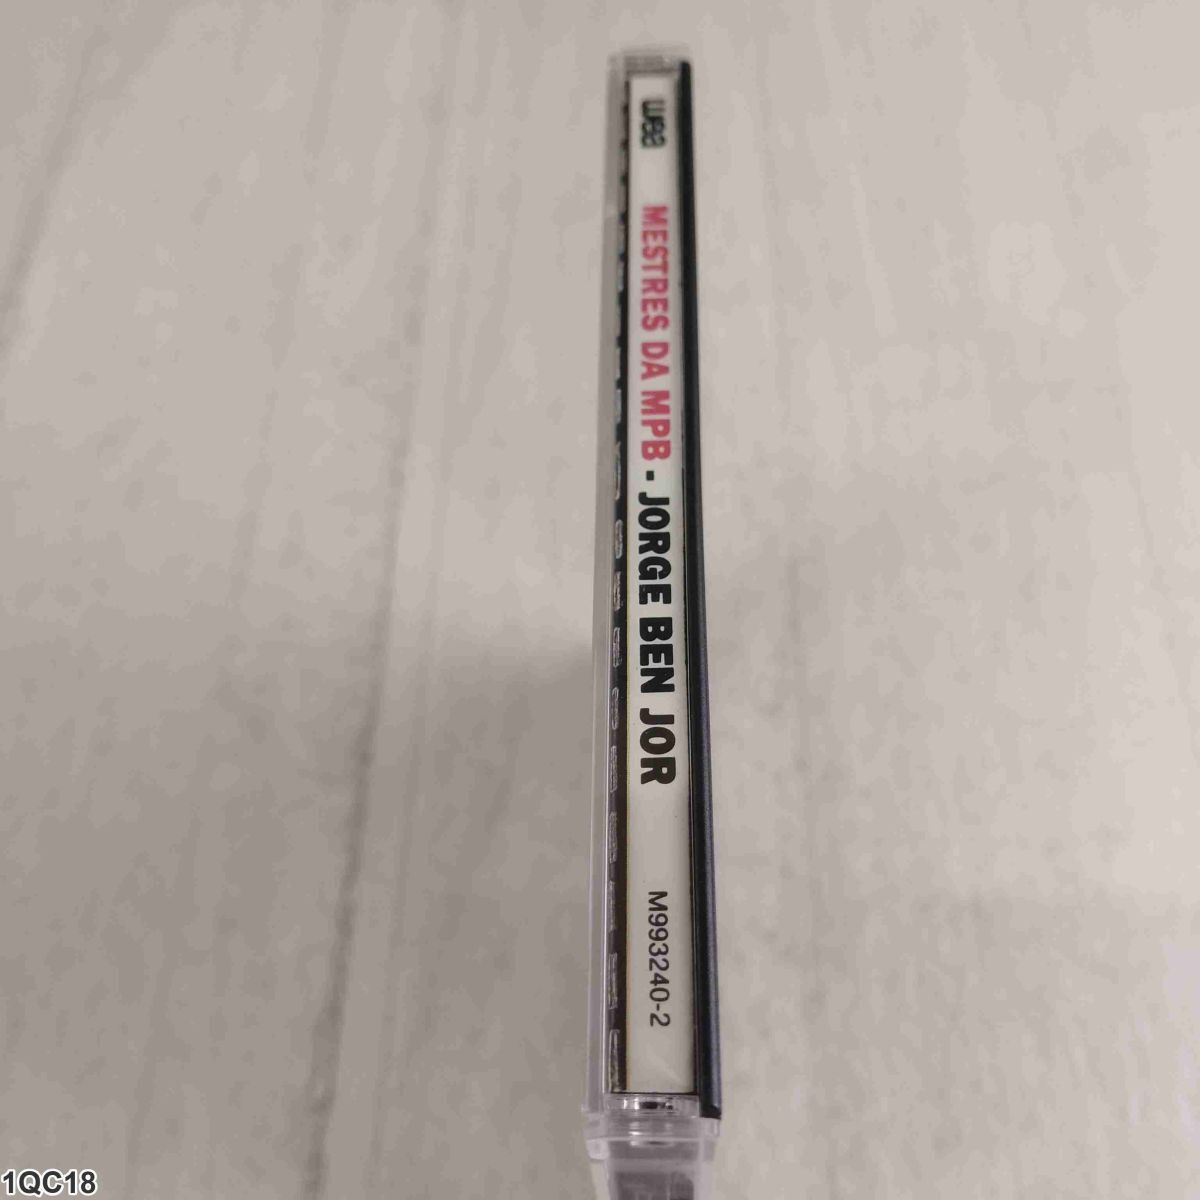 wea MESTRES DA MPB - JORGE BEN JOR M993240-2
1QC18